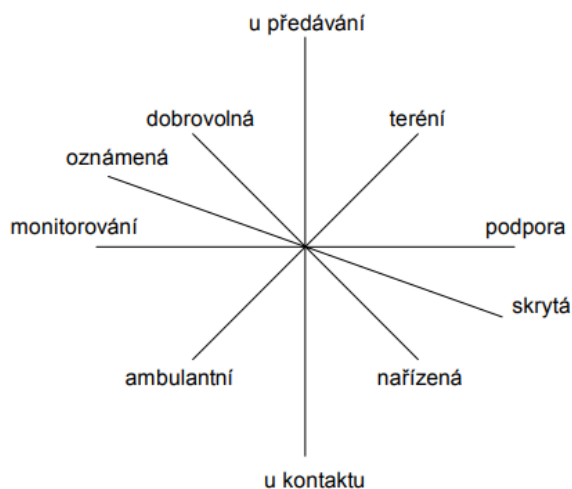 u předávání
dobrovolná
teréní
oznámená
monitorování
podpora
skrytá
ambulantní
nařízená
u kontaktu